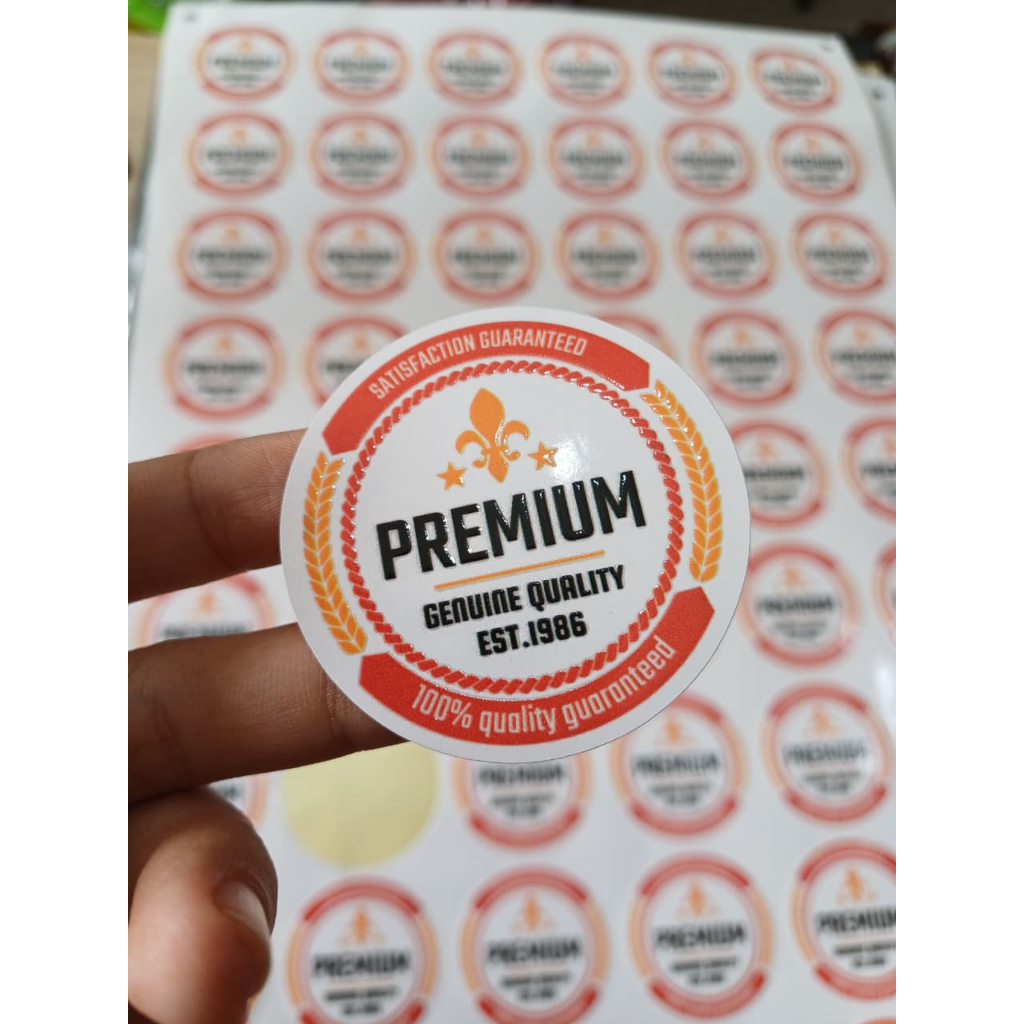 SATISFACTION GUARANTEED
PREMIUM
GENUINE QUALITY
EST.1986
100% quality guaranteed